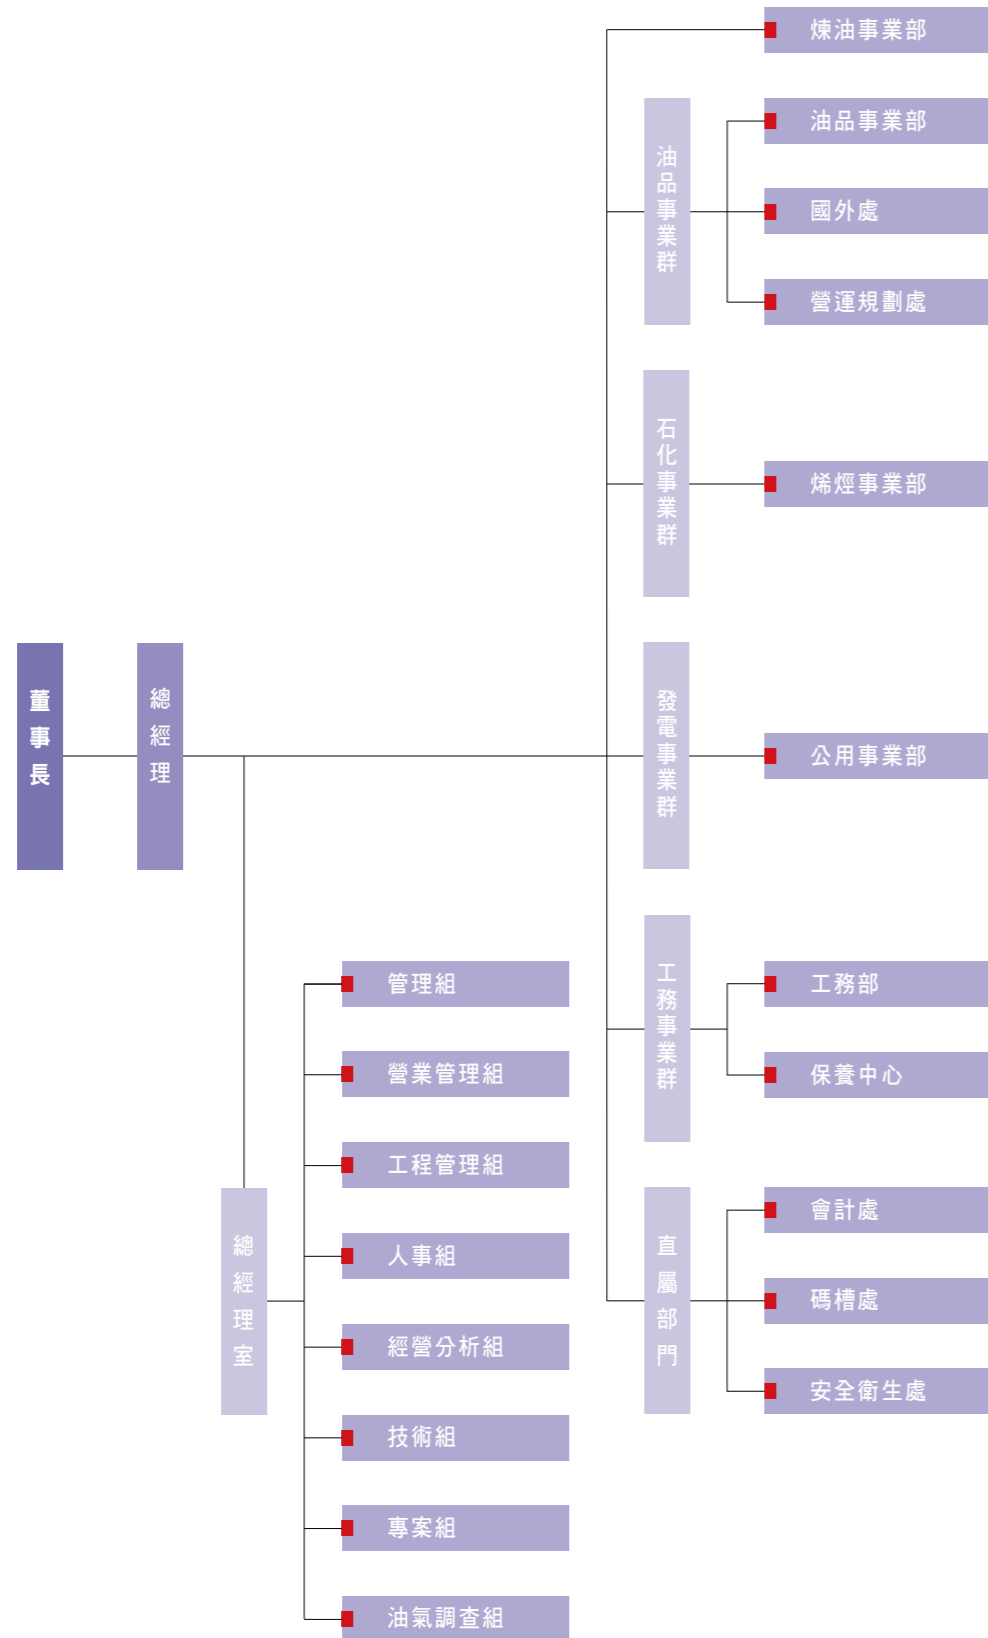 董事長
總經理
煉油事業部
油品事業群
油品事業部
國外處
營運規劃處
石化事業群
烯烴事業部
發電事業群
公用事業部
工務事業群
工務部
保養中心
直屬部門
會計處
碼槽處
安全衛生處
總經理室
管理組
營業管理組
工程管理組
人事組
經營分析組
技術組
專案組
油氣調查組